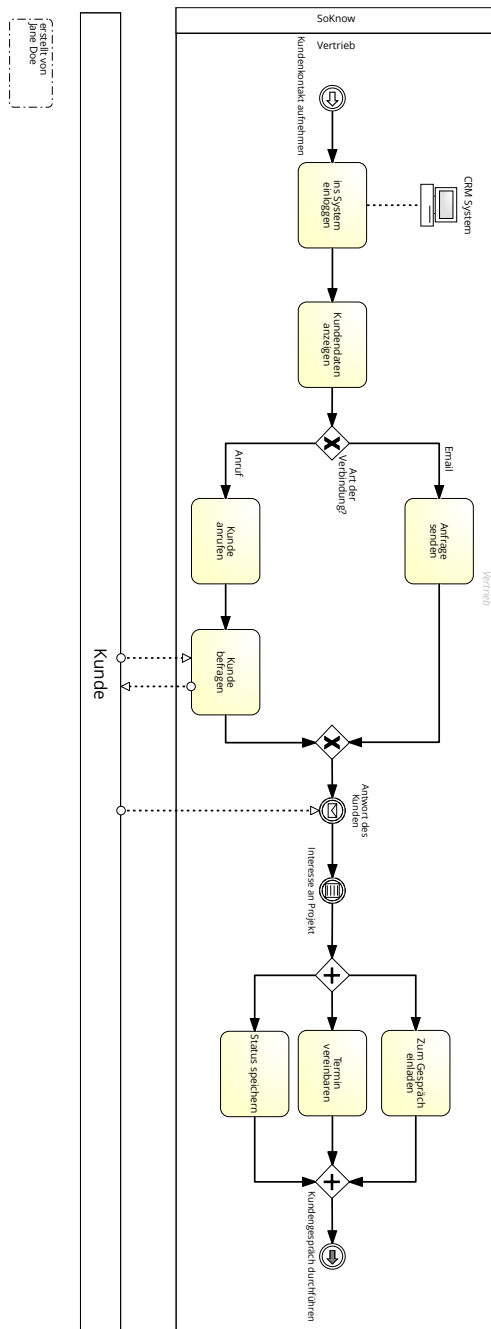 SoKnow
Vertrieb
Kundenkontakt aufnehmen
ins System
einloggen
CRM System
Kundendaten
anzeigen
Art der
Verbindung?
Email
Anruf
Anfrage
senden
Vertrieb
Kunde
anrufen
Kunde
befragen
Antwort des
Kunden
Interesse an Projekt
Zum Gespräch
einladen
Termin
vereinbaren
Status speichern
Kundengespräch durchführen
Kunde
erstellt von
Jane Doe